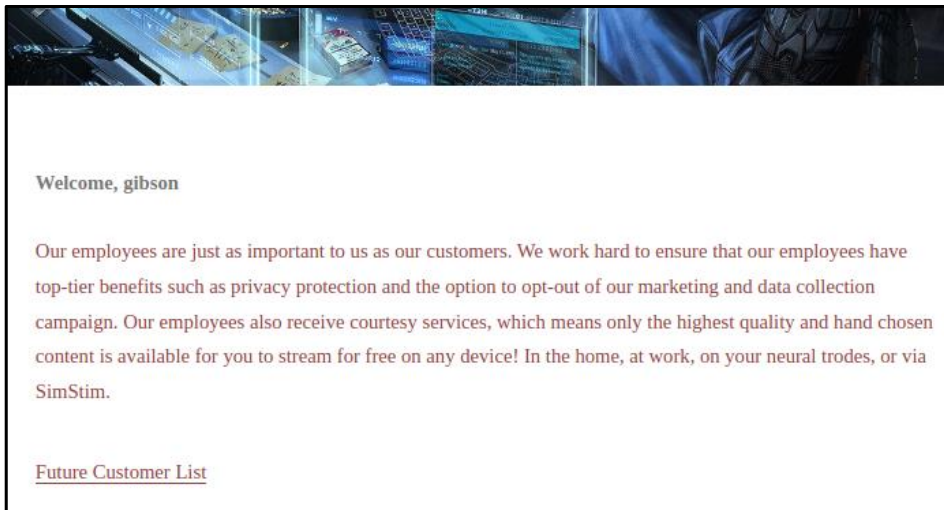 Welcome, gibson
Our employees are just as important to us as our customers. We work hard to ensure that our employees have
top-tier benefits such as privacy protection and the option to opt-out of our marketing and data collection
campaign. Our employees also receive courtesy services, which means only the highest quality and hand chosen
content is available for you to stream for free on any device! In the home, at work, on your neural trodes, or via
SimStim.
Future Customer List